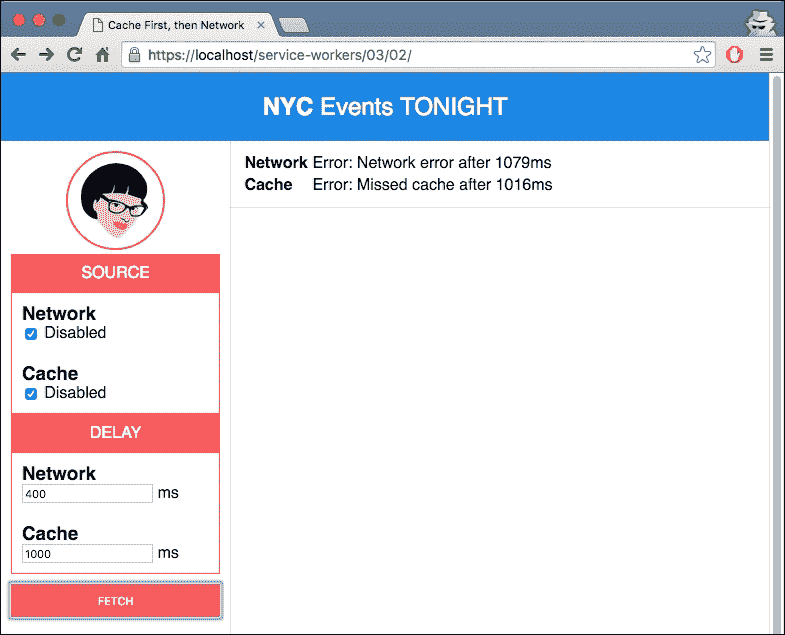 Cache First, then Network
https://localhost/service-workers/03/02/
NYC Events TONIGHT
Network Error: Network error after 1079ms
Cache Error: Missed cache after 1016ms
SOURCE
Network
Disabled
Cache
Disabled
DELAY
Network
400 ms
Cache
1000 ms
FETCH